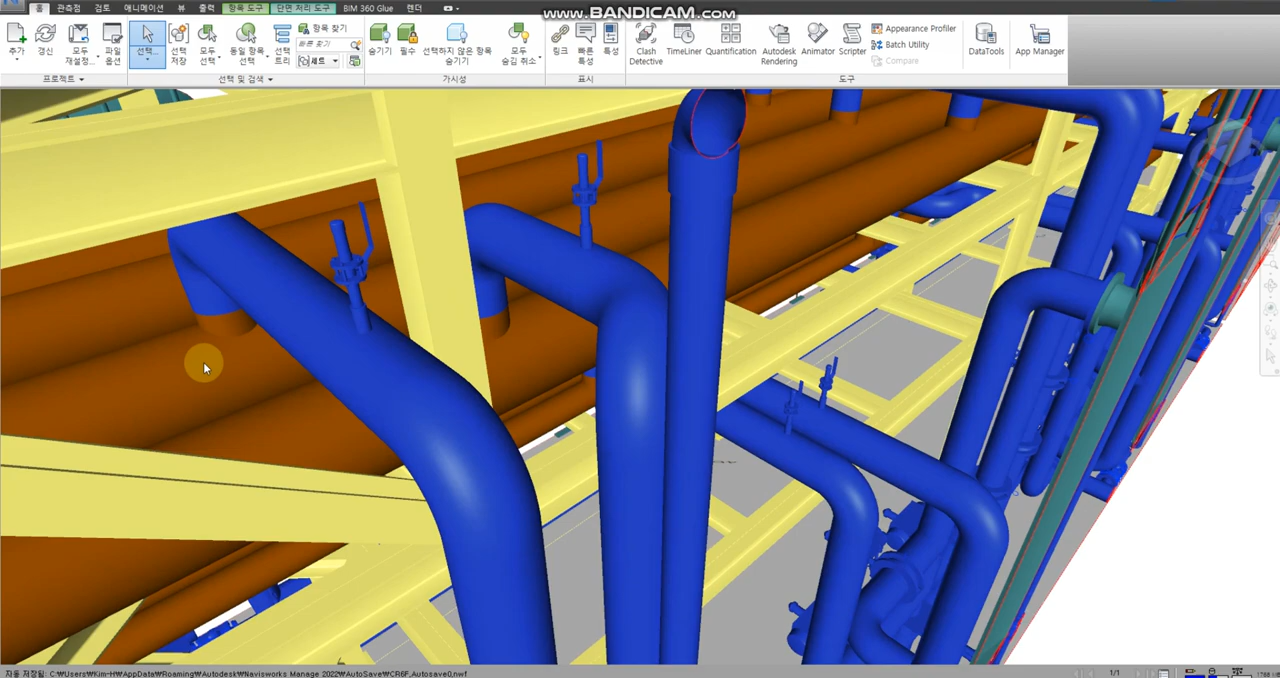 www.BANDICAM.com
홈 관측점 검토 애니메이션 뷰 출력 항목 도구 단면 처리 도구 BIM 360 Glue 렌더
추가
갱신
모두 재설정...
파일 옵션
프로젝트
선택...
선택 저장
모두 선택
동일 항목 선택
선택 트리
항목 찾기
빠른 찾기
세트
선택 및 검색
숨기기
필수
선택하지 않은 항목 숨기기
모두 숨김 취소
가시성
링크
빠른 특성
특성
표시
Clash Detective
TimeLiner
Quantification
Autodesk Rendering
Animator
Scripter
Appearance Profiler
Batch Utility
Compare
도구
DataTools
App Manager
자동 저장됨: C:₩Users₩Kim-H₩AppData₩Roaming₩Autodesk₩Navisworks Manage 2022₩AutoSave₩CR6F_Autosave0.nwf
1/1